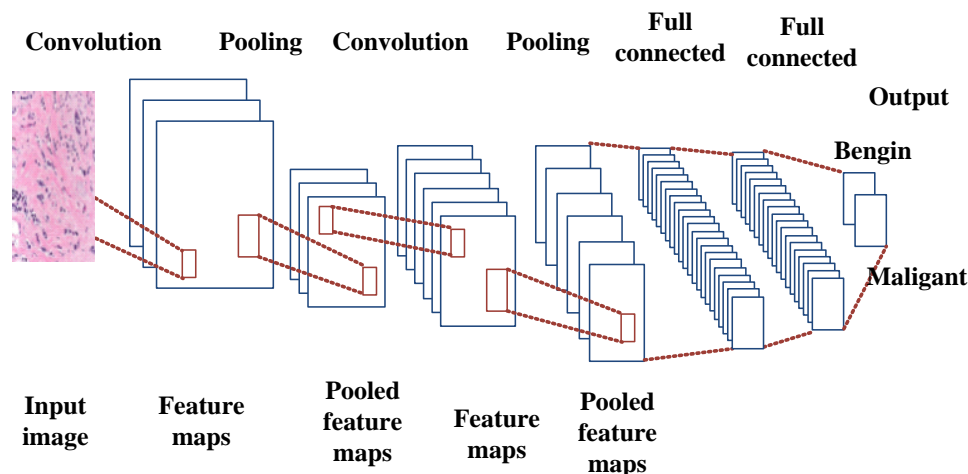 Convolution
Pooling
Convolution
Pooling
Full
connected
Full
connected
Output
Bengin
Maligant
Input
image
Feature
maps
Pooled
feature
maps
Feature
maps
Pooled
feature
maps